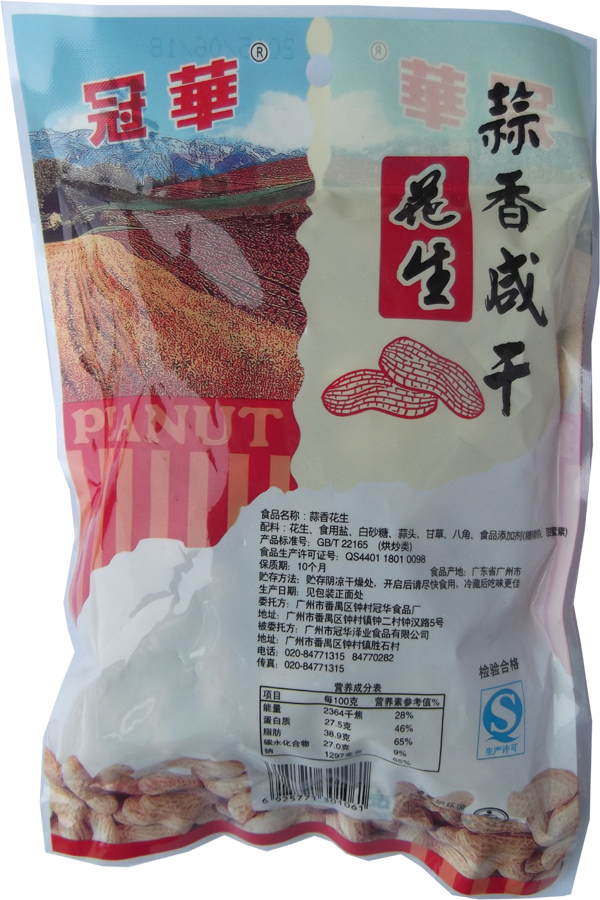 冠華®
蒜香咸干
花生
PEANUT
食品名称：蒜香花生
配料：花生、食用盐、白砂糖、蒜头、甘草、八角、食品添加剂
产品标准号：GB/T 22165 （烘炒类）
食品生产许可证号：QS4401 1801 0098
保质期：10个月 食品产地：广东省广州市
贮存方法：贮存阴凉干燥处，开启后请尽快食用，冷藏后吃味更佳
生产日期：见包装正面处
委托方：广州市番禺区钟村冠华食品厂
地址：广州市番禺区钟村镇钟二村钟汉路5号
被委托方：广州市冠华泽业食品有限公司
地址：广州市番禺区钟村镇胜石村
电话：020-84771315 84770282
传真：020-84771315
检验合格
营养成分表
项目 每100克 营养素参考值%
能量 2364千焦 28%
蛋白质 27.5克 46%
脂肪 38.9克 65%
碳水化合物 27.0克 9%
钠 65%
生产许可